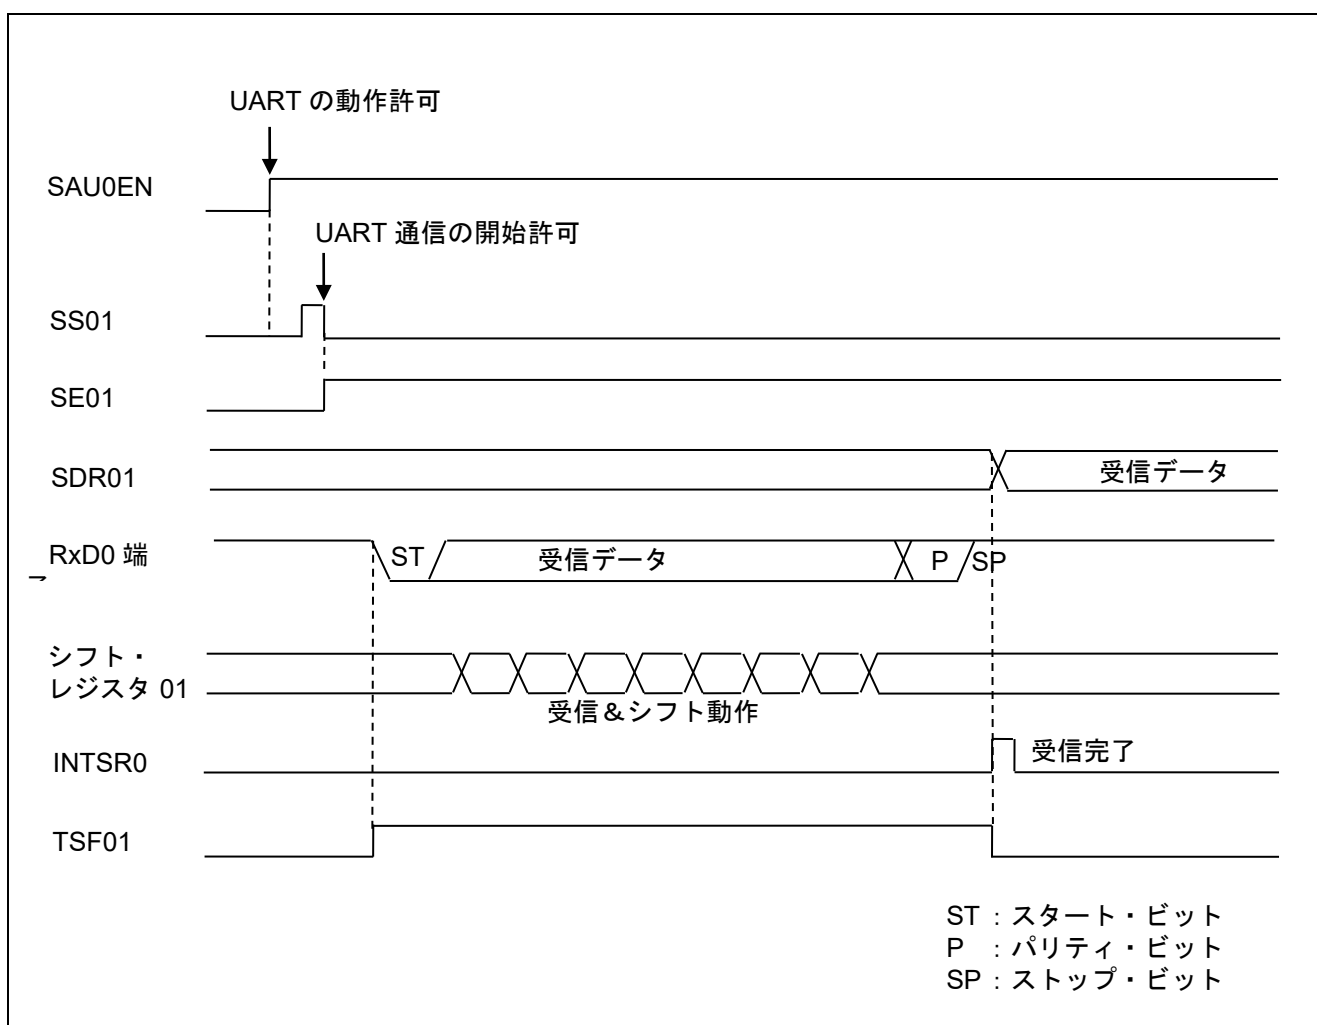 UART の動作許可
SAU0EN
UART 通信の開始許可
SS01
SE01
SDR01
受信データ
RxD0 端
ST
受信データ
P
SP
シフト・
レジスタ 01
受信&シフト動作
INTSR0
受信完了
TSF01
ST : スタート・ビット
P : パリティ・ビット
SP : ストップ・ビット